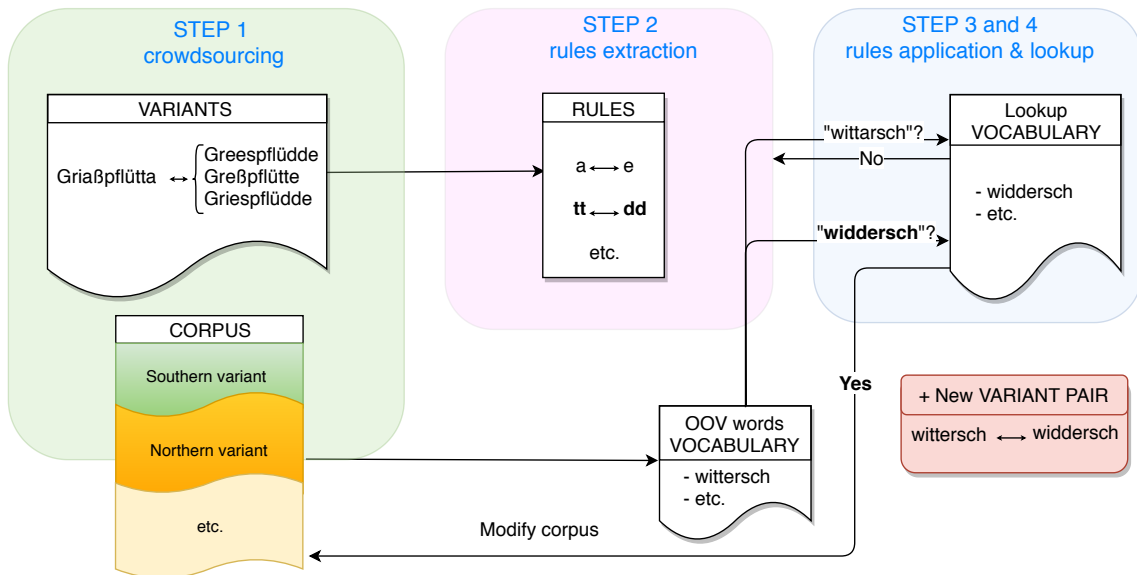 STEP 1
crowdsourcing
VARIANTS
Griaßpflütta
Greespflüdde
Greßpflütte
Griespflüdde
CORPUS
Southern variant
Northern variant
etc.
STEP 2
rules extraction
RULES
a e
tt dd
etc.
STEP 3 and 4
rules application & lookup
"wittarsch"?
No
"widdersch"?
Lookup
VOCABULARY
- widdersch
- etc.
OOV words
VOCABULARY
- wittersch
- etc.
Yes
Modify corpus
+ New VARIANT PAIR
wittersch widdersch